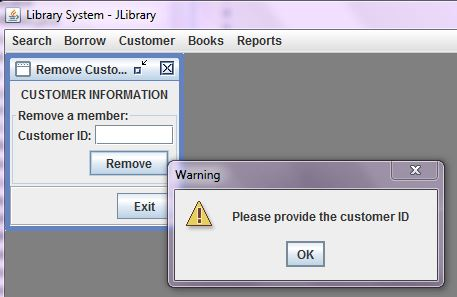 Library System - JLibrary
Search Borrow Customer Books Reports
Remove Custo...
CUSTOMER INFORMATION
Remove a member:
Customer ID:
Remove
Exit
Warning
Please provide the customer ID
OK